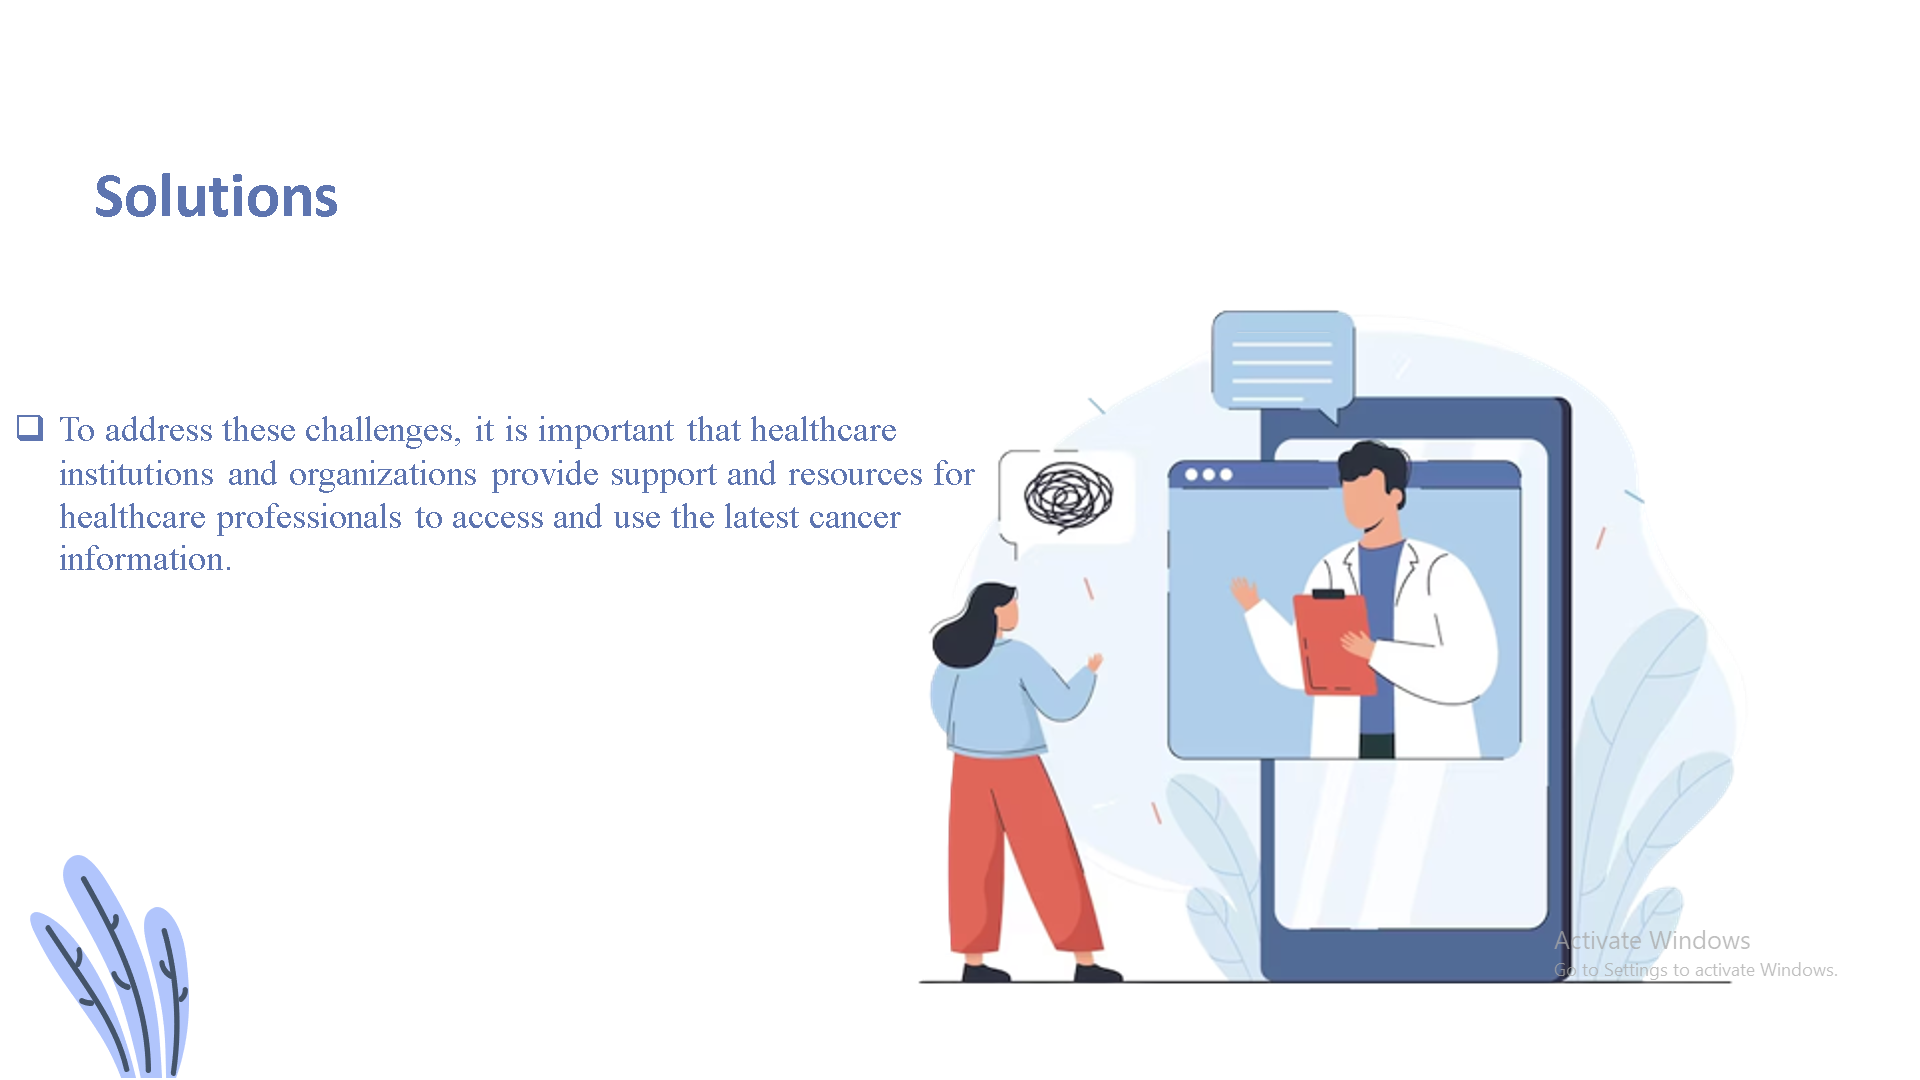 Solutions
❑ To address these challenges, it is important that healthcare
institutions and organizations provide support and resources for
healthcare professionals to access and use the latest cancer
information.
Activate Windows
Go to Settings to activate Windows.